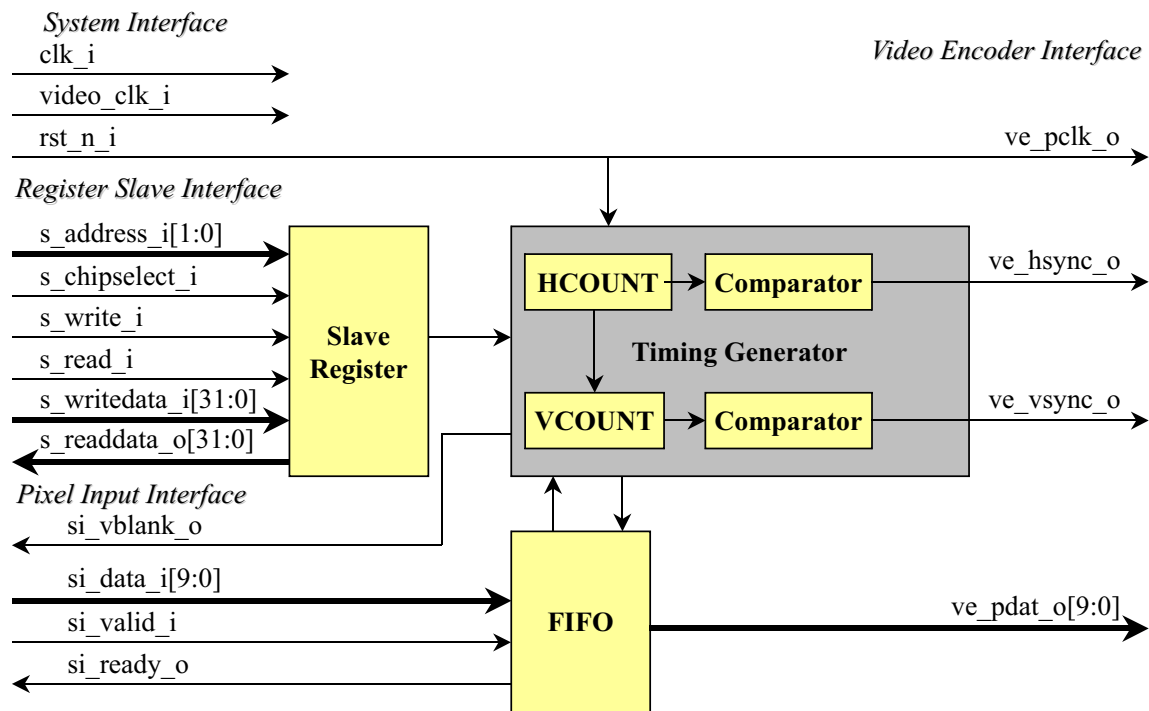 System Interface
clk_i
Video Encoder Interface
video_clk_i
rst_n_i
ve_pclk_o
Register Slave Interface
s_address_i[1:0]
s_chipselect_i
s_write_i
s_read_i
s_writedata_i[31:0]
s_readdata_o[31:0]
Slave
Register
HCOUNT
Comparator
ve_hsync_o
Timing Generator
VCOUNT
Comparator
ve_vsync_o
Pixel Input Interface
si_vblank_o
si_data_i[9:0]
si_valid_i
si_ready_o
FIFO
ve_pdat_o[9:0]